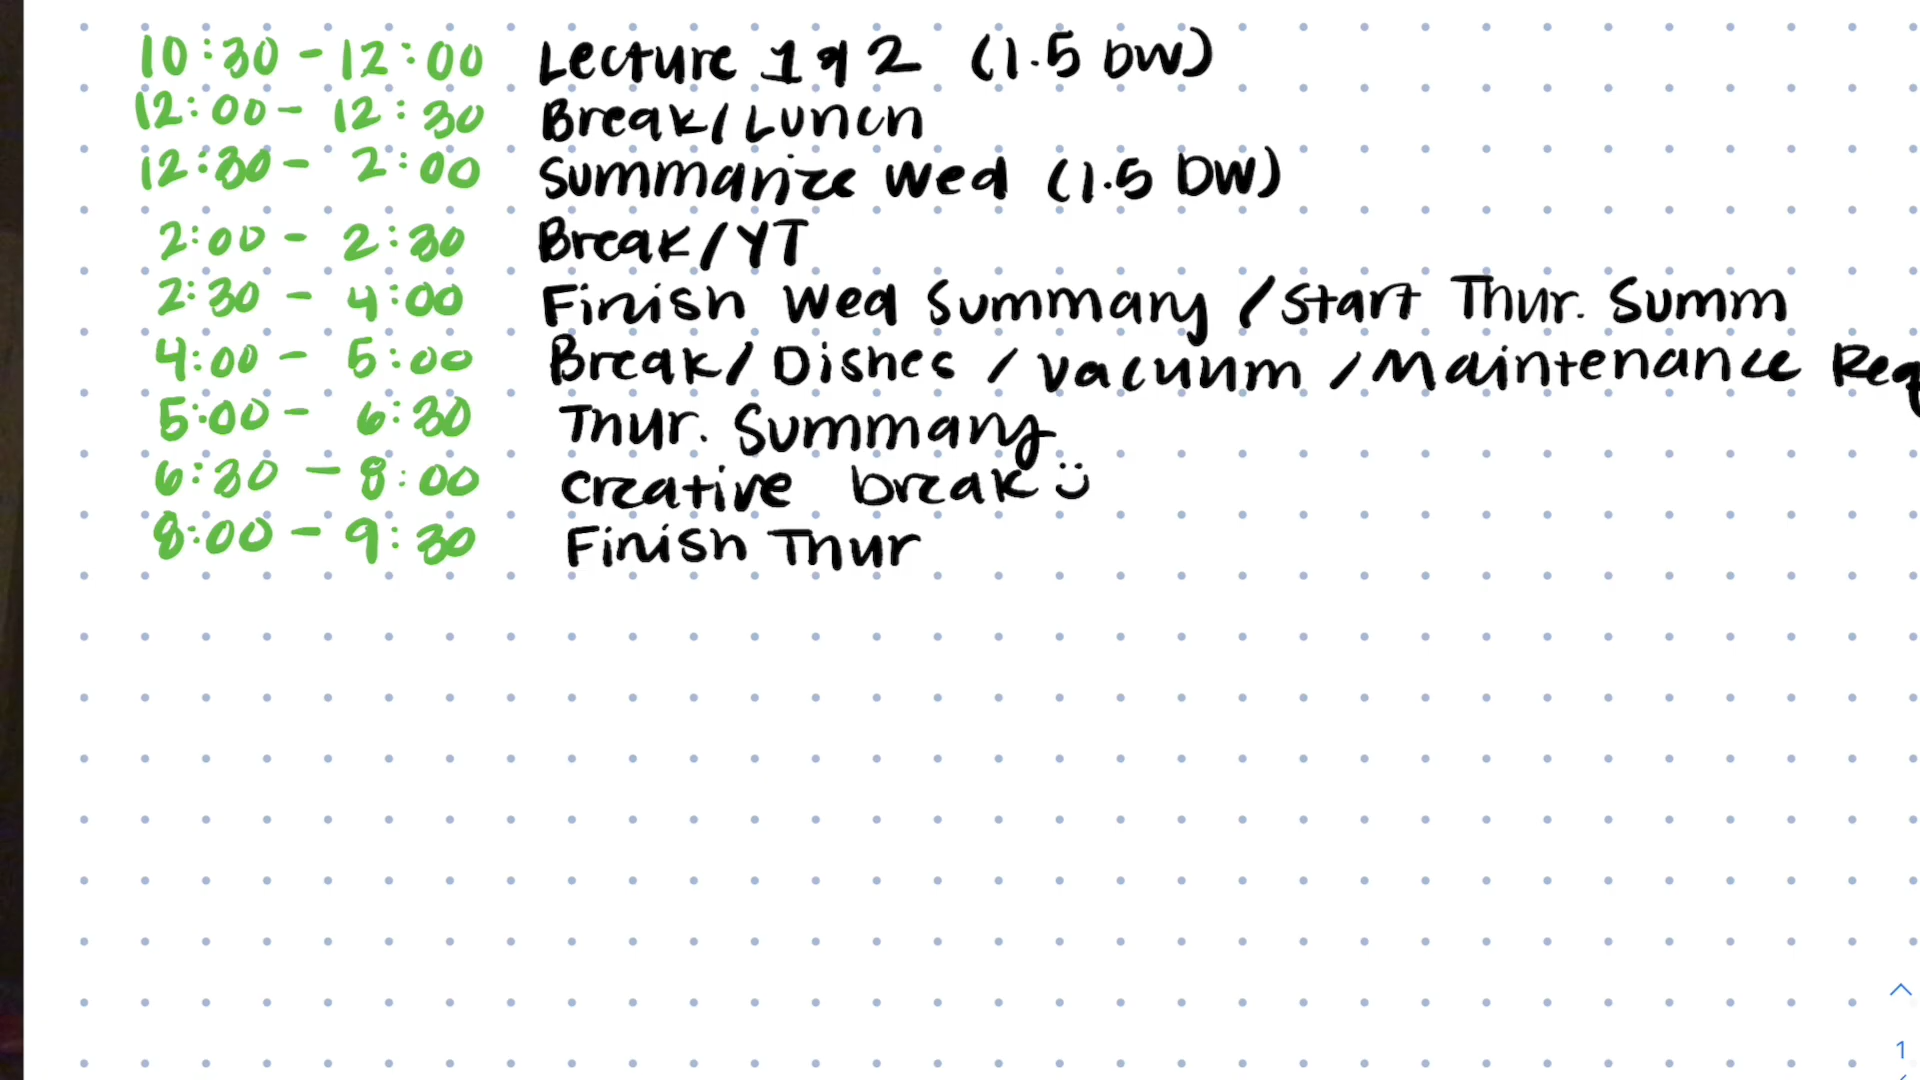 10:30 - 12:00 Lecture 1 & 2 (1.5 DW)
12:00 - 12:30 Break/Lunch
12:30 - 2:00 Summarize Wed (1.5 DW)
2:00 - 2:30 Break/YT
2:30 - 4:00 Finish Wed Summary / Start Thur. Summ
4:00 - 5:00 Break/Dishes / Vacuum / Maintenance Req
5:00 - 6:30 Thur. Summary
6:30 - 8:00 creative break
8:00 - 9:30 Finish Thur
1